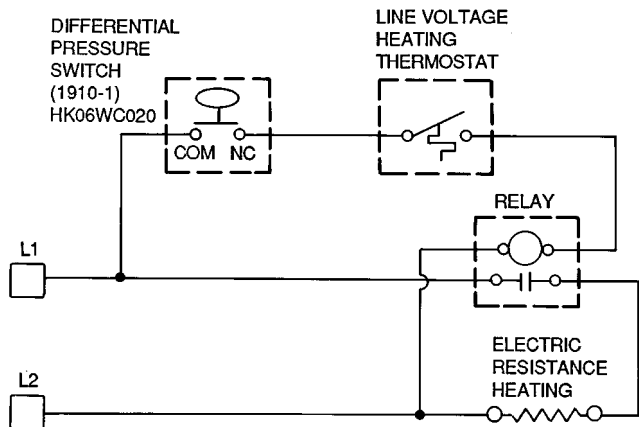 DIFFERENTIAL
PRESSURE
SWITCH
(1910-1)
HK06WC020
COM NC
LINE VOLTAGE
HEATING
THERMOSTAT
RELAY
L1
L2
ELECTRIC
RESISTANCE
HEATING